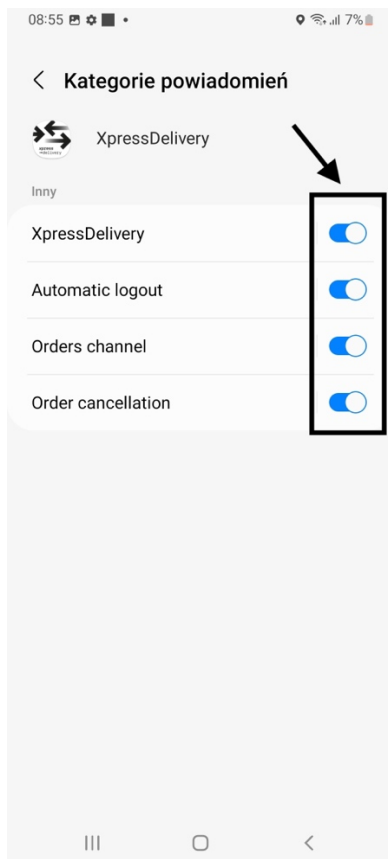 08:55 7%
Kategorie powiadomień
XpressDelivery
Inny
XpressDelivery
Automatic logout
Orders channel
Order cancellation